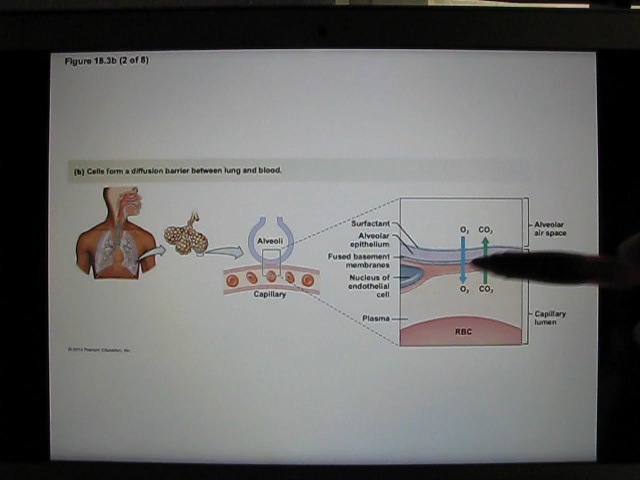 Figure 18.3b (2 of 8)
(b) Cells form a diffusion barrier between lung and blood.
Surfactant
Alveolar
epithelium
Fused basement
membranes
Nucleus of
endothelial
cell
Plasma
Alveoli
Capillary
O₂ CO₂
O₂ CO₂
RBC
Alveolar
air space
Capillary
lumen